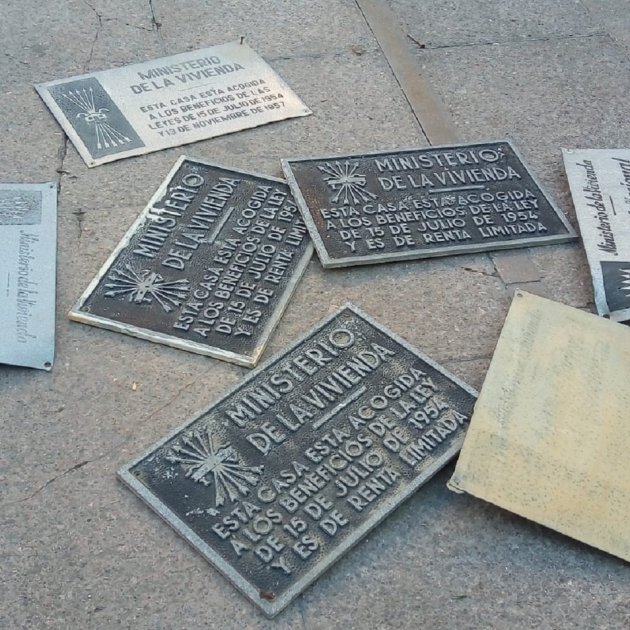 MINISTERIO
DE LA VIVIENDA
ESTA CASA ESTA ACOGIDA
A LOS BENEFICIOS DE LAS
LEYES DE 15 DE JULIO DE 1954
Y 13 DE NOVIEMBRE DE 1957
MINISTERIO
DE LA VIVIENDA
ESTA CASA ESTA ACOGIDA
A LOS BENEFICIOS DE LA LEY
DE 15 DE JULIO DE 1954
Y ES DE RENTA LIMITADA
MINISTERIO
DE LA VIVIENDA
ESTA CASA ESTA ACOGIDA
A LOS BENEFICIOS DE LA LEY
DE 15 DE JULIO DE 195
Y ES DE RENTA LIMI
MINISTERIO
DE LA VIVIENDA
ESTA CASA ESTA ACOGIDA
A LOS BENEFICIOS DE LA LEY
DE 15 DE JULIO DE 1954
Y ES DE RENTA LIMITADA
Ministerio de la Vivienda
Ministerio de la